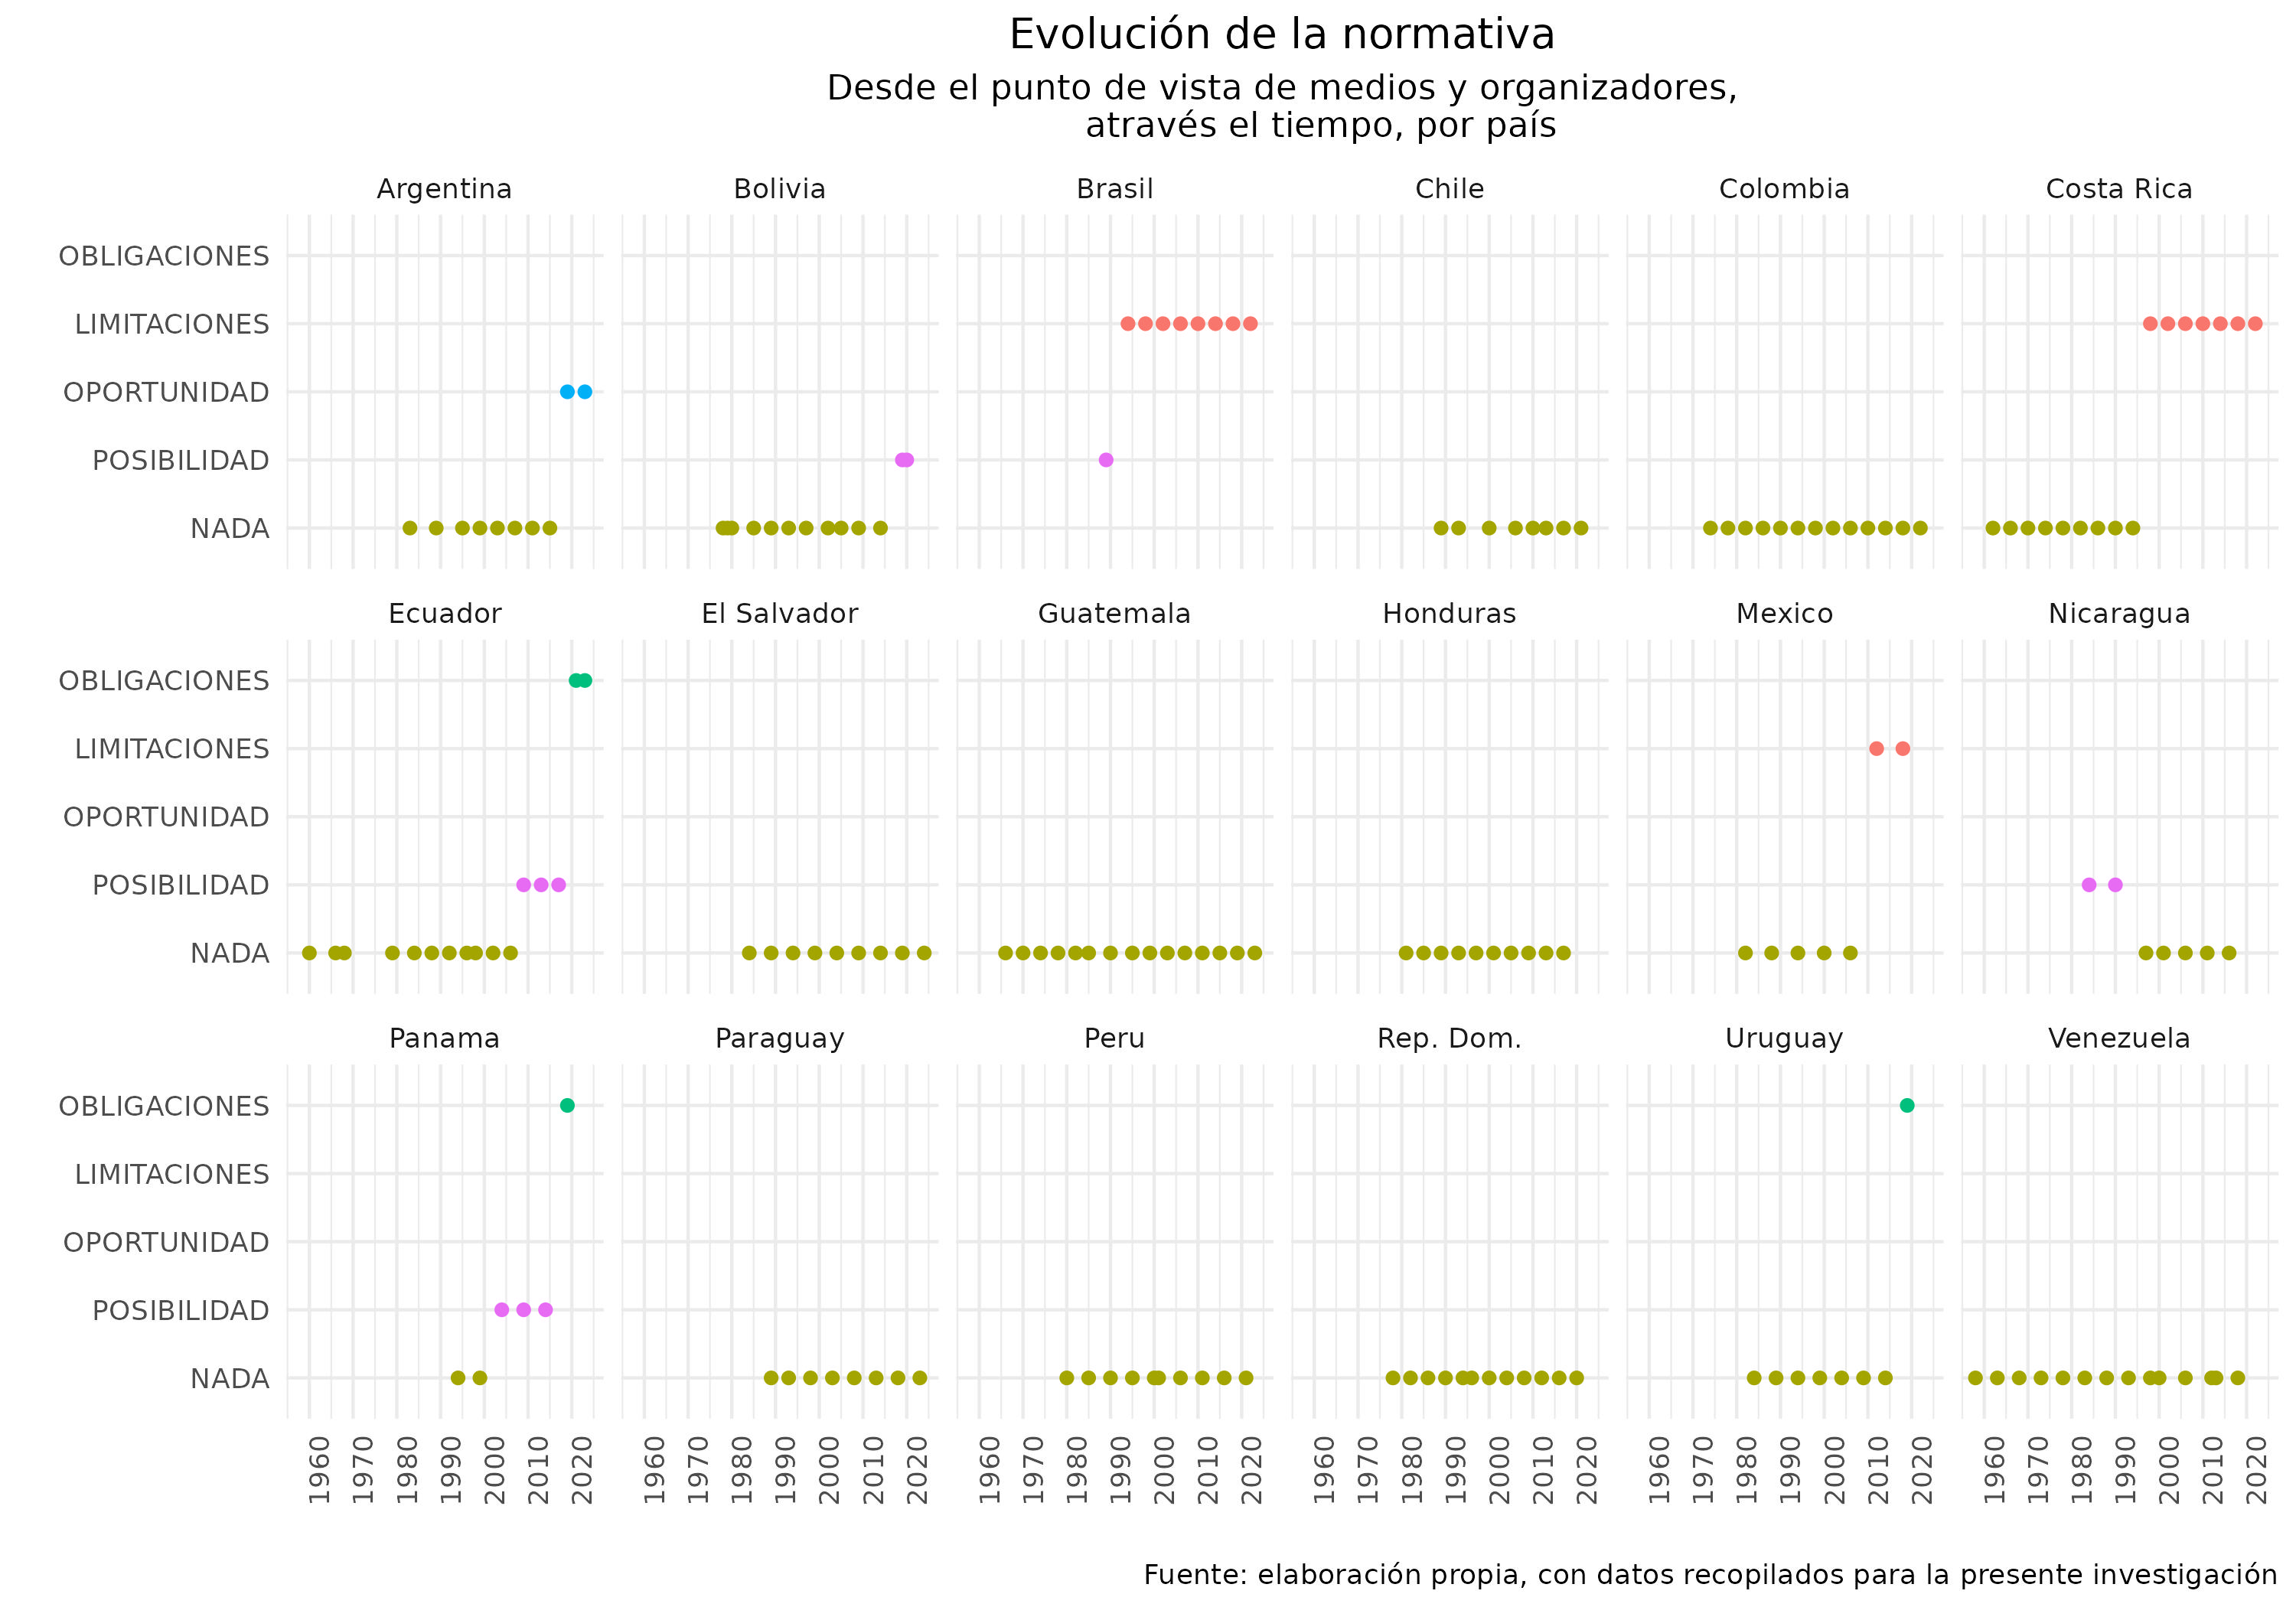 Evolución de la normativa
Desde el punto de vista de medios y organizadores,
através el tiempo, por país
Argentina
Bolivia
Brasil
Chile
Colombia
Costa Rica
OBLIGACIONES
LIMITACIONES
OPORTUNIDAD
POSIBILIDAD
NADA
Ecuador
El Salvador
Guatemala
Honduras
Mexico
Nicaragua
OBLIGACIONES
LIMITACIONES
OPORTUNIDAD
POSIBILIDAD
NADA
Panama
Paraguay
Peru
Rep. Dom.
Uruguay
Venezuela
OBLIGACIONES
LIMITACIONES
OPORTUNIDAD
POSIBILIDAD
NADA
1960 1970 1980 1990 2000 2010 2020
1960 1970 1980 1990 2000 2010 2020
1960 1970 1980 1990 2000 2010 2020
1960 1970 1980 1990 2000 2010 2020
1960 1970 1980 1990 2000 2010 2020
1960 1970 1980 1990 2000 2010 2020
Fuente: elaboración propia, con datos recopilados para la presente investigación